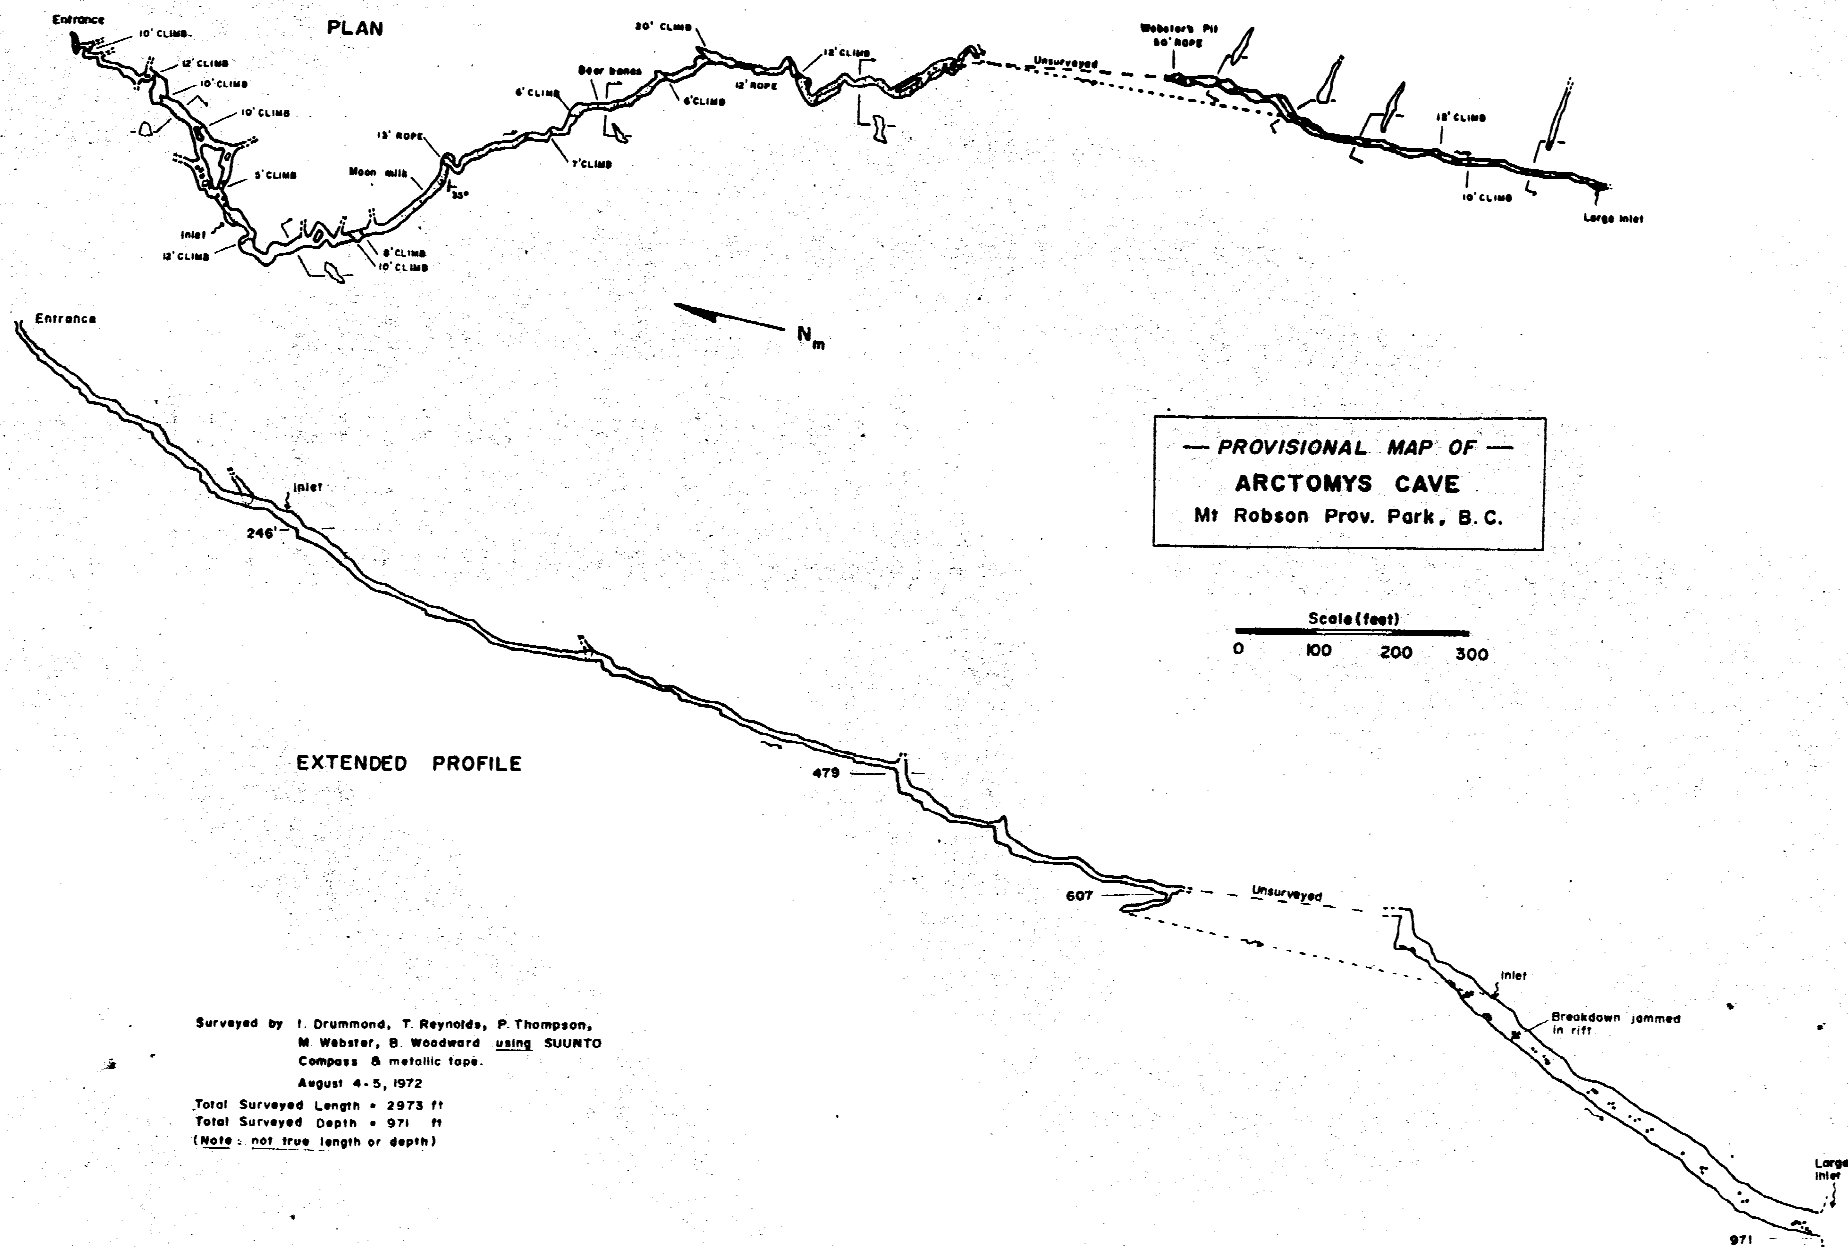 PLAN
Entrance
10' CLIMB
12' CLIMB
10' CLIMB
10' CLIMB
5' CLIMB
Inlet
12' CLIMB
8' CLIMB
10' CLIMB
Moon milk
15' ROPE
35°
6' CLIMB
7' CLIMB
Bear bones
6' CLIMB
20' CLIMB
12' ROPE
12' CLIMB
Unsurveyed
Webster's Pit
50' ROPE
12' CLIMB
10' CLIMB
Large Inlet
Nm
Entrance
Inlet
246'
— PROVISIONAL MAP OF —
ARCTOMYS CAVE
Mt Robson Prov. Park, B.C.
Scale (feet)
0 100 200 300
EXTENDED PROFILE
479
607
Unsurveyed
Inlet
Breakdown jammed
in rift
Large
Inlet
971
Surveyed by I. Drummond, T. Reynolds, P. Thompson,
M. Webster, B. Woodward using SUUNTO
Compass & metallic tape.
August 4-5, 1972
Total Surveyed Length = 2973 ft
Total Surveyed Depth = 971 ft
(Note: not true length or depth)